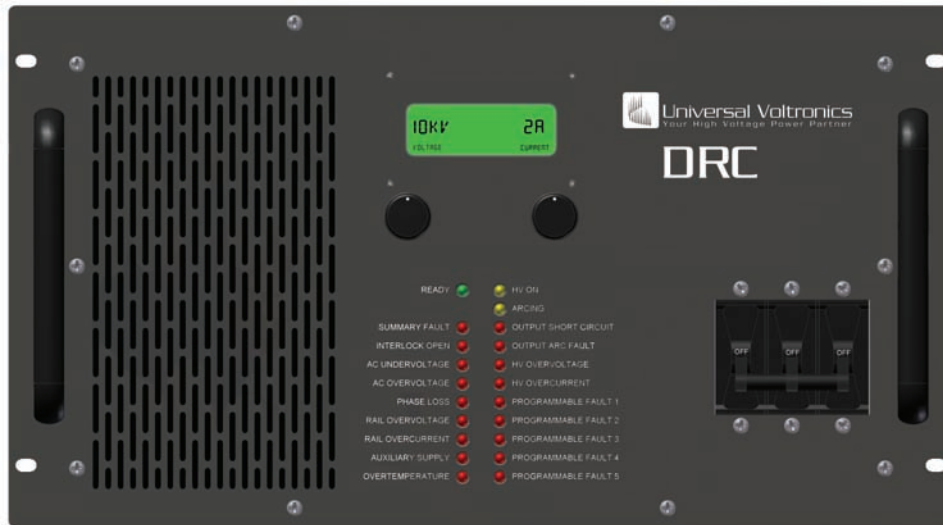 10KV 2A
VOLTAGE CURRENT
Universal Voltronics
Your High Voltage Power Partner
DRC
READY HV ON
ARCING
SUMMARY FAULT OUTPUT SHORT CIRCUIT
INTERLOCK OPEN OUTPUT ARC FAULT
AC UNDERVOLTAGE HV OVERVOLTAGE
AC OVERVOLTAGE HV OVERCURRENT
PHASE LOSS PROGRAMMABLE FAULT 1
RAIL OVERVOLTAGE PROGRAMMABLE FAULT 2
RAIL OVERCURRENT PROGRAMMABLE FAULT 3
AUXILIARY SUPPLY PROGRAMMABLE FAULT 4
OVERTEMPERATURE PROGRAMMABLE FAULT 5
OFF OFF OFF